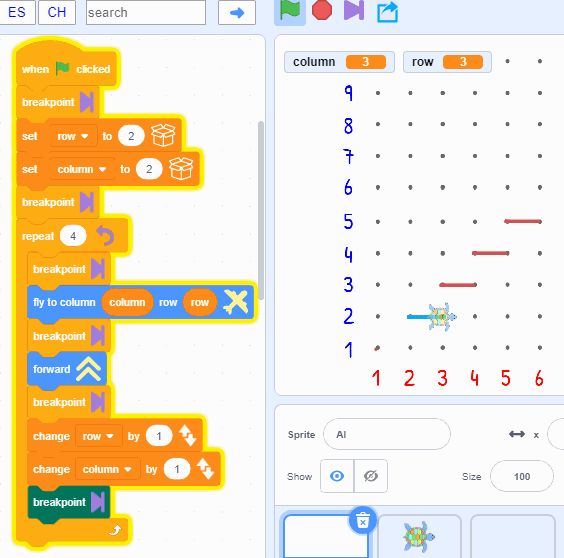 ES CH search
when clicked
breakpoint
set row to 2
set column to 2
breakpoint
repeat 4
breakpoint
fly to column column row row
breakpoint
forward
breakpoint
change row by 1
change column by 1
breakpoint
column 3 row 3
9
8
7
6
5
4
3
2
1
1 2 3 4 5 6
Sprite Al x
Show Size 100